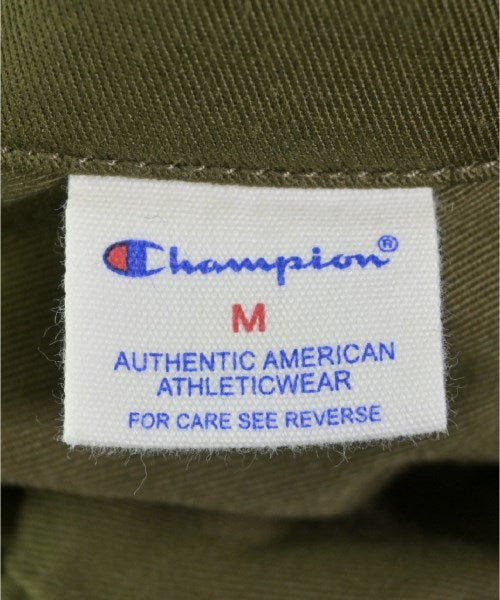 Champion®
M
AUTHENTIC AMERICAN
ATHLETICWEAR
FOR CARE SEE REVERSE